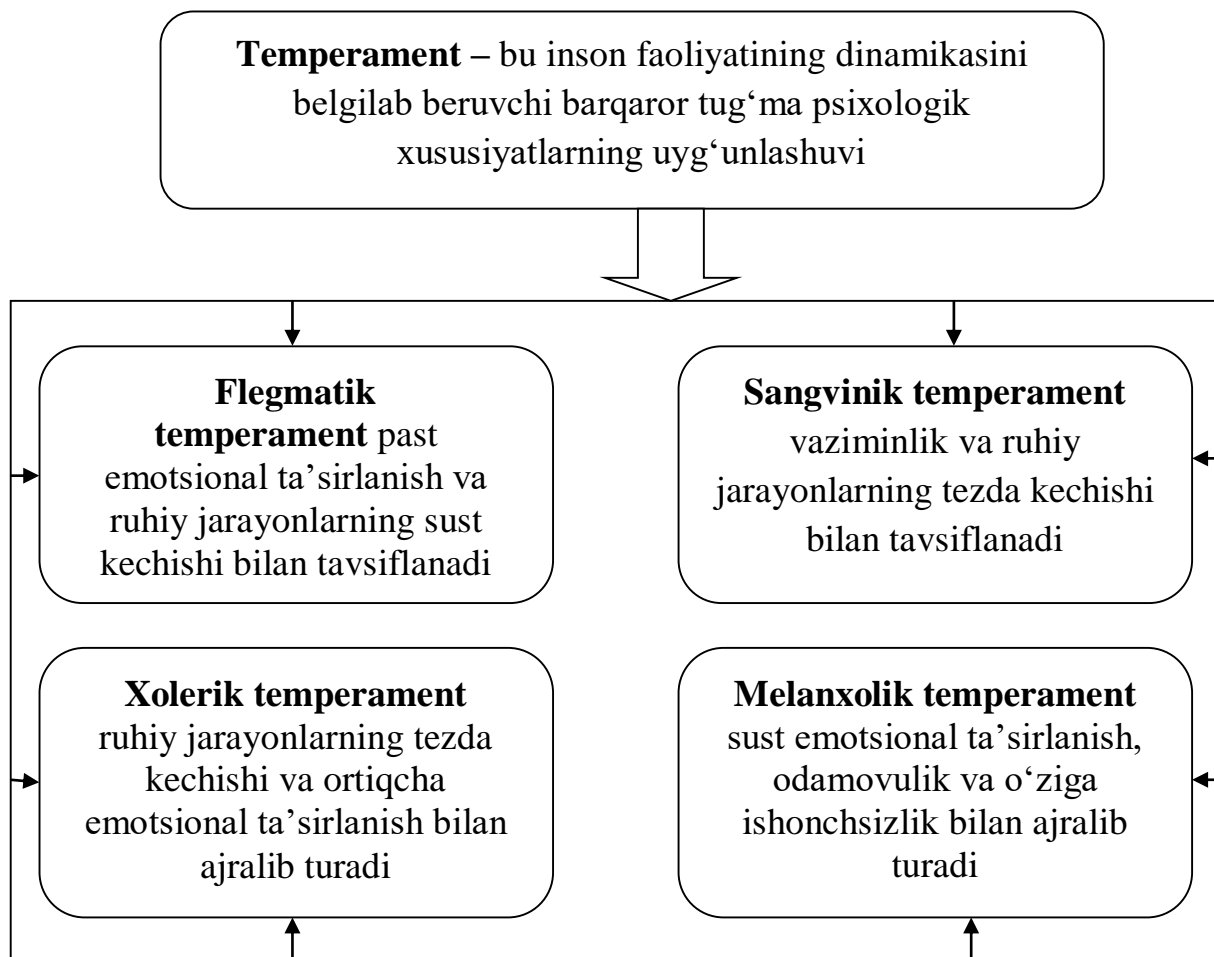 Temperament – bu inson faoliyatining dinamikasini
belgilab beruvchi barqaror tug‘ma psixologik
xususiyatlarning uyg‘unlashuvi
Flegmatik
temperament past
emotsional ta’sirlanish va
ruhiy jarayonlarning sust
kechishi bilan tavsiflanadi
Sangvinik temperament
vaziminlik va ruhiy
jarayonlarning tezda kechishi
bilan tavsiflanadi
Xolerik temperament
ruhiy jarayonlarning tezda
kechishi va ortiqcha
emotsional ta’sirlanish bilan
ajralib turadi
Melanxolik temperament
sust emotsional ta’sirlanish,
odamovulik va o‘ziga
ishonchsizlik bilan ajralib
turadi